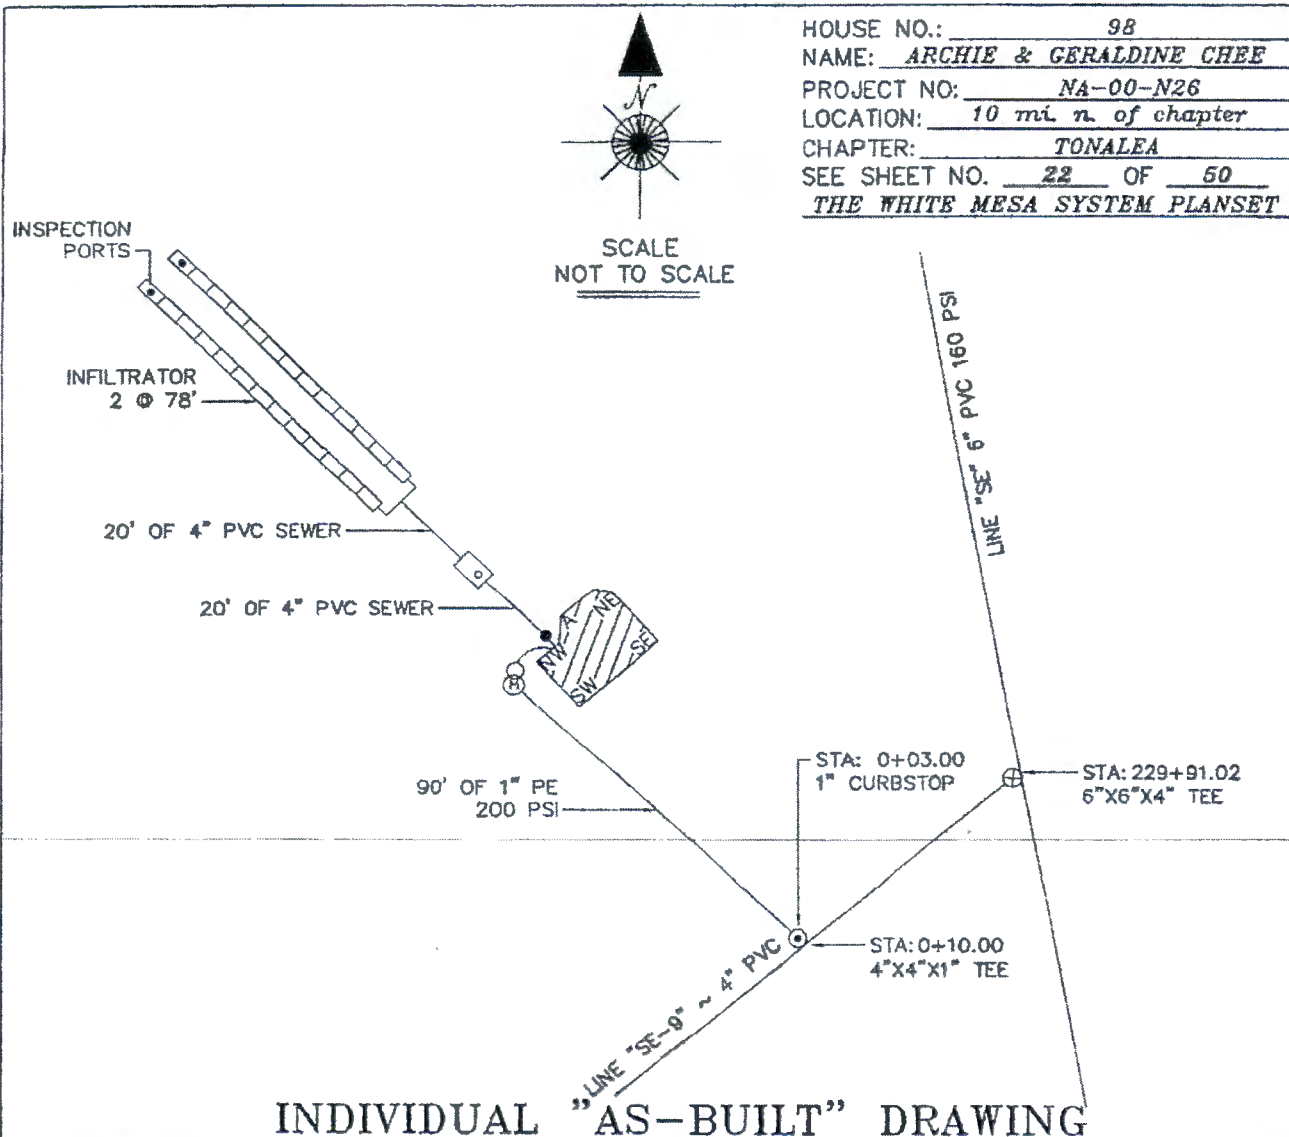 HOUSE NO.: 98
NAME: ARCHIE & GERALDINE CHEE
PROJECT NO: NA-00-N26
LOCATION: 10 mi. n. of chapter
CHAPTER: TONALEA
SEE SHEET NO. 22 OF 50
THE WHITE MESA SYSTEM PLANSET
N
SCALE
NOT TO SCALE
INSPECTION
PORTS
INFILTRATOR
2 @ 78'
20' OF 4" PVC SEWER
20' OF 4" PVC SEWER
A
NE
NW
SE
SW
M
LINE "SE" 6" PVC 160 PSI
90' OF 1" PE
200 PSI
STA: 0+03.00
1" CURBSTOP
STA: 229+91.02
6"X6"X4" TEE
STA: 0+10.00
4"X4"X1" TEE
LINE "SE-9" ~ 4" PVC
INDIVIDUAL "AS-BUILT" DRAWING